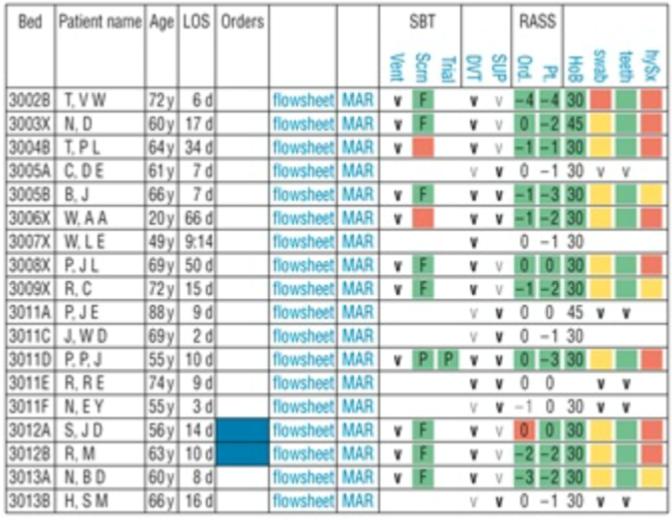 Bed Patient name Age LOS Orders SBT RASS
Vent Scrn Trial DVT SUP Ord. Pt. HoB swab teeth hySx
3002B T, V W 72 y 6 d flowsheet MAR v F v v -4 -4 30
3003X N, D 60 y 17 d flowsheet MAR v F v v 0 -2 45
3004B T, P L 64 y 34 d flowsheet MAR v v v -1 -1 30
3005A C, D E 61 y 7 d flowsheet MAR v v 0 -1 30 v v
3005B B, J 66 y 7 d flowsheet MAR v F v v -1 -3 30
3006X W, A A 20 y 66 d flowsheet MAR v v v -1 -2 30
3007X W, L E 49 y 9:14 flowsheet MAR v 0 -1 30
3008X P, J L 69 y 50 d flowsheet MAR v F v v 0 0 30
3009X R, C 72 y 15 d flowsheet MAR v F v v -1 -2 30
3011A P, J E 88 y 9 d flowsheet MAR v v 0 0 45 v v
3011C J, W D 69 y 2 d flowsheet MAR v v 0 -1 30
3011D P, P J 55 y 10 d flowsheet MAR v P P v v 0 -3 30
3011E R, R E 74 y 9 d flowsheet MAR v v 0 0 v v
3011F N, E Y 55 y 3 d flowsheet MAR v v -1 0 30 v v
3012A S, J D 56 y 14 d flowsheet MAR v F v v 0 0 30
3012B R, M 63 y 10 d flowsheet MAR v F v v -2 -2 30
3013A N, B D 60 y 8 d flowsheet MAR v F v v -3 -2 30
3013B H, S M 66 y 16 d flowsheet MAR v v 0 -1 30 v v